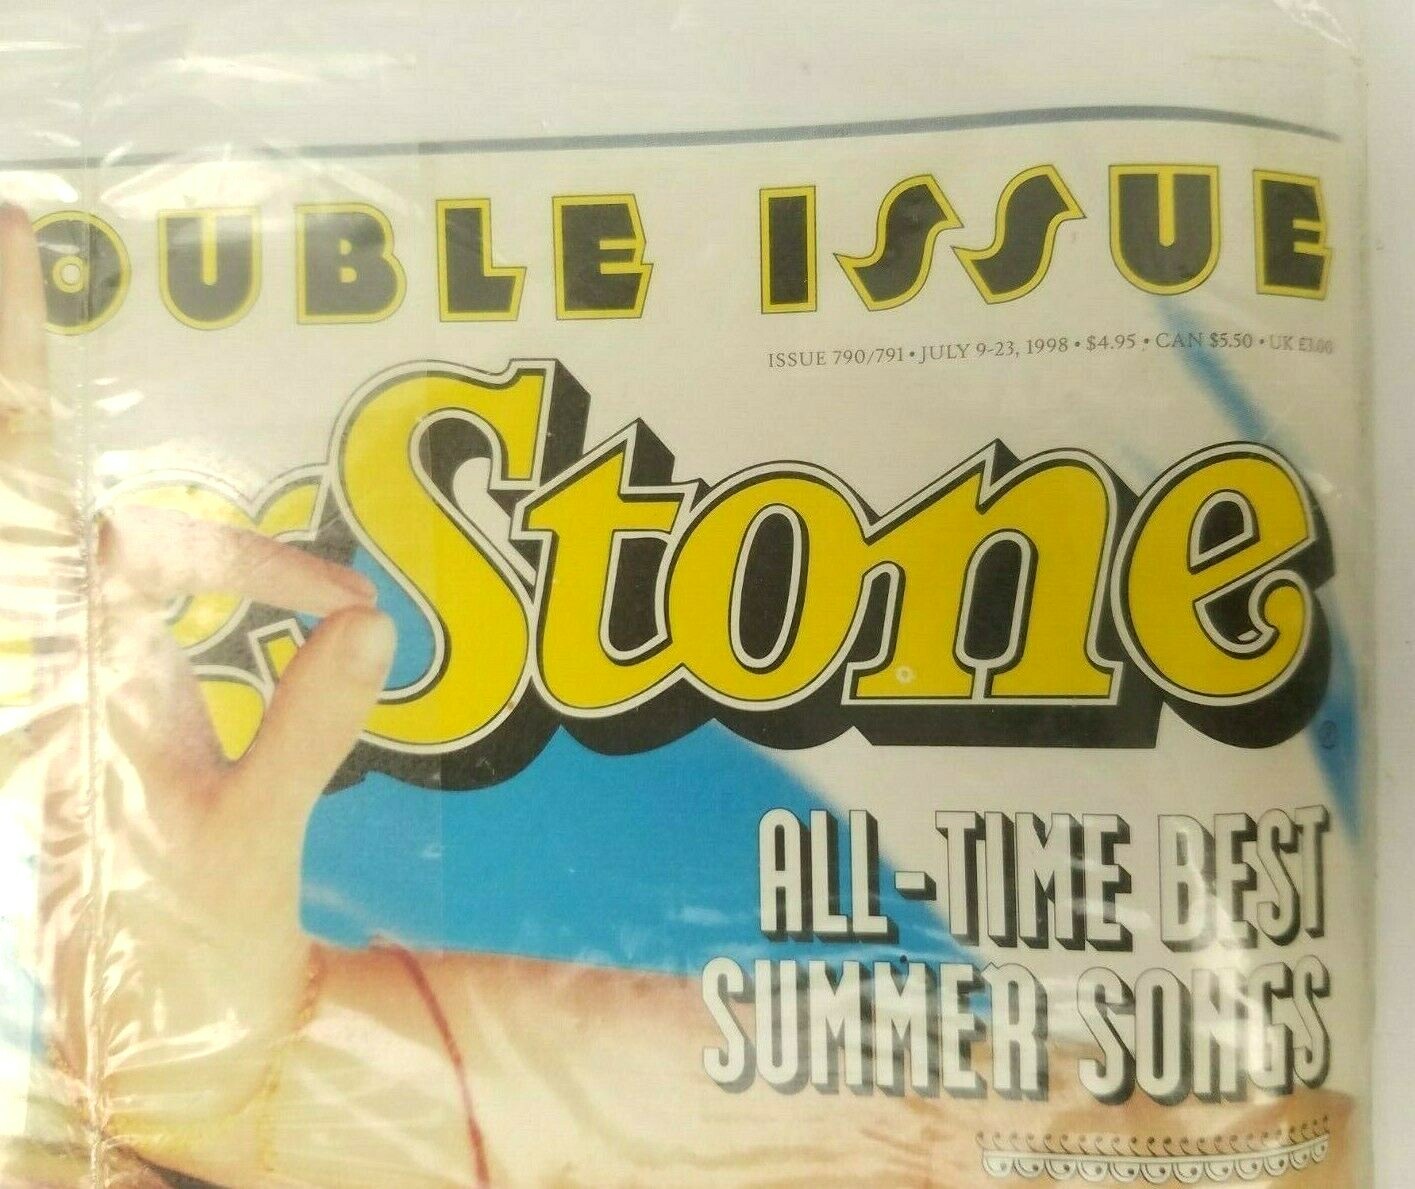 OUBLE ISSUE
ISSUE 790/791 • JULY 9-23, 1998 • $4.95 • CAN $5.50 • UK £3.00
Stone
ALL-TIME BEST
SUMMER SONGS